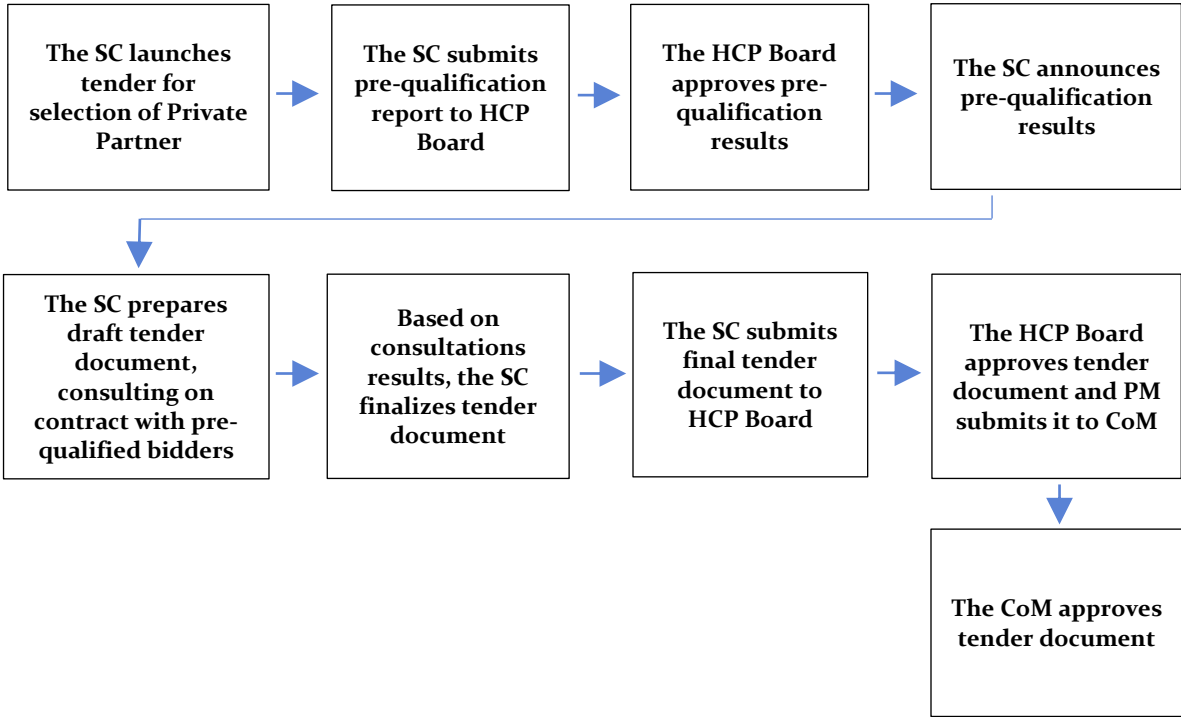 The SC launches
tender for
selection of Private
Partner
The SC submits
pre-qualification
report to HCP
Board
The HCP Board
approves pre-
qualification
results
The SC announces
pre-qualification
results
The SC prepares
draft tender
document,
consulting on
contract with pre-
qualified bidders
Based on
consultations
results, the SC
finalizes tender
document
The SC submits
final tender
document to
HCP Board
The HCP Board
approves tender
document and PM
submits it to CoM
The CoM approves
tender document